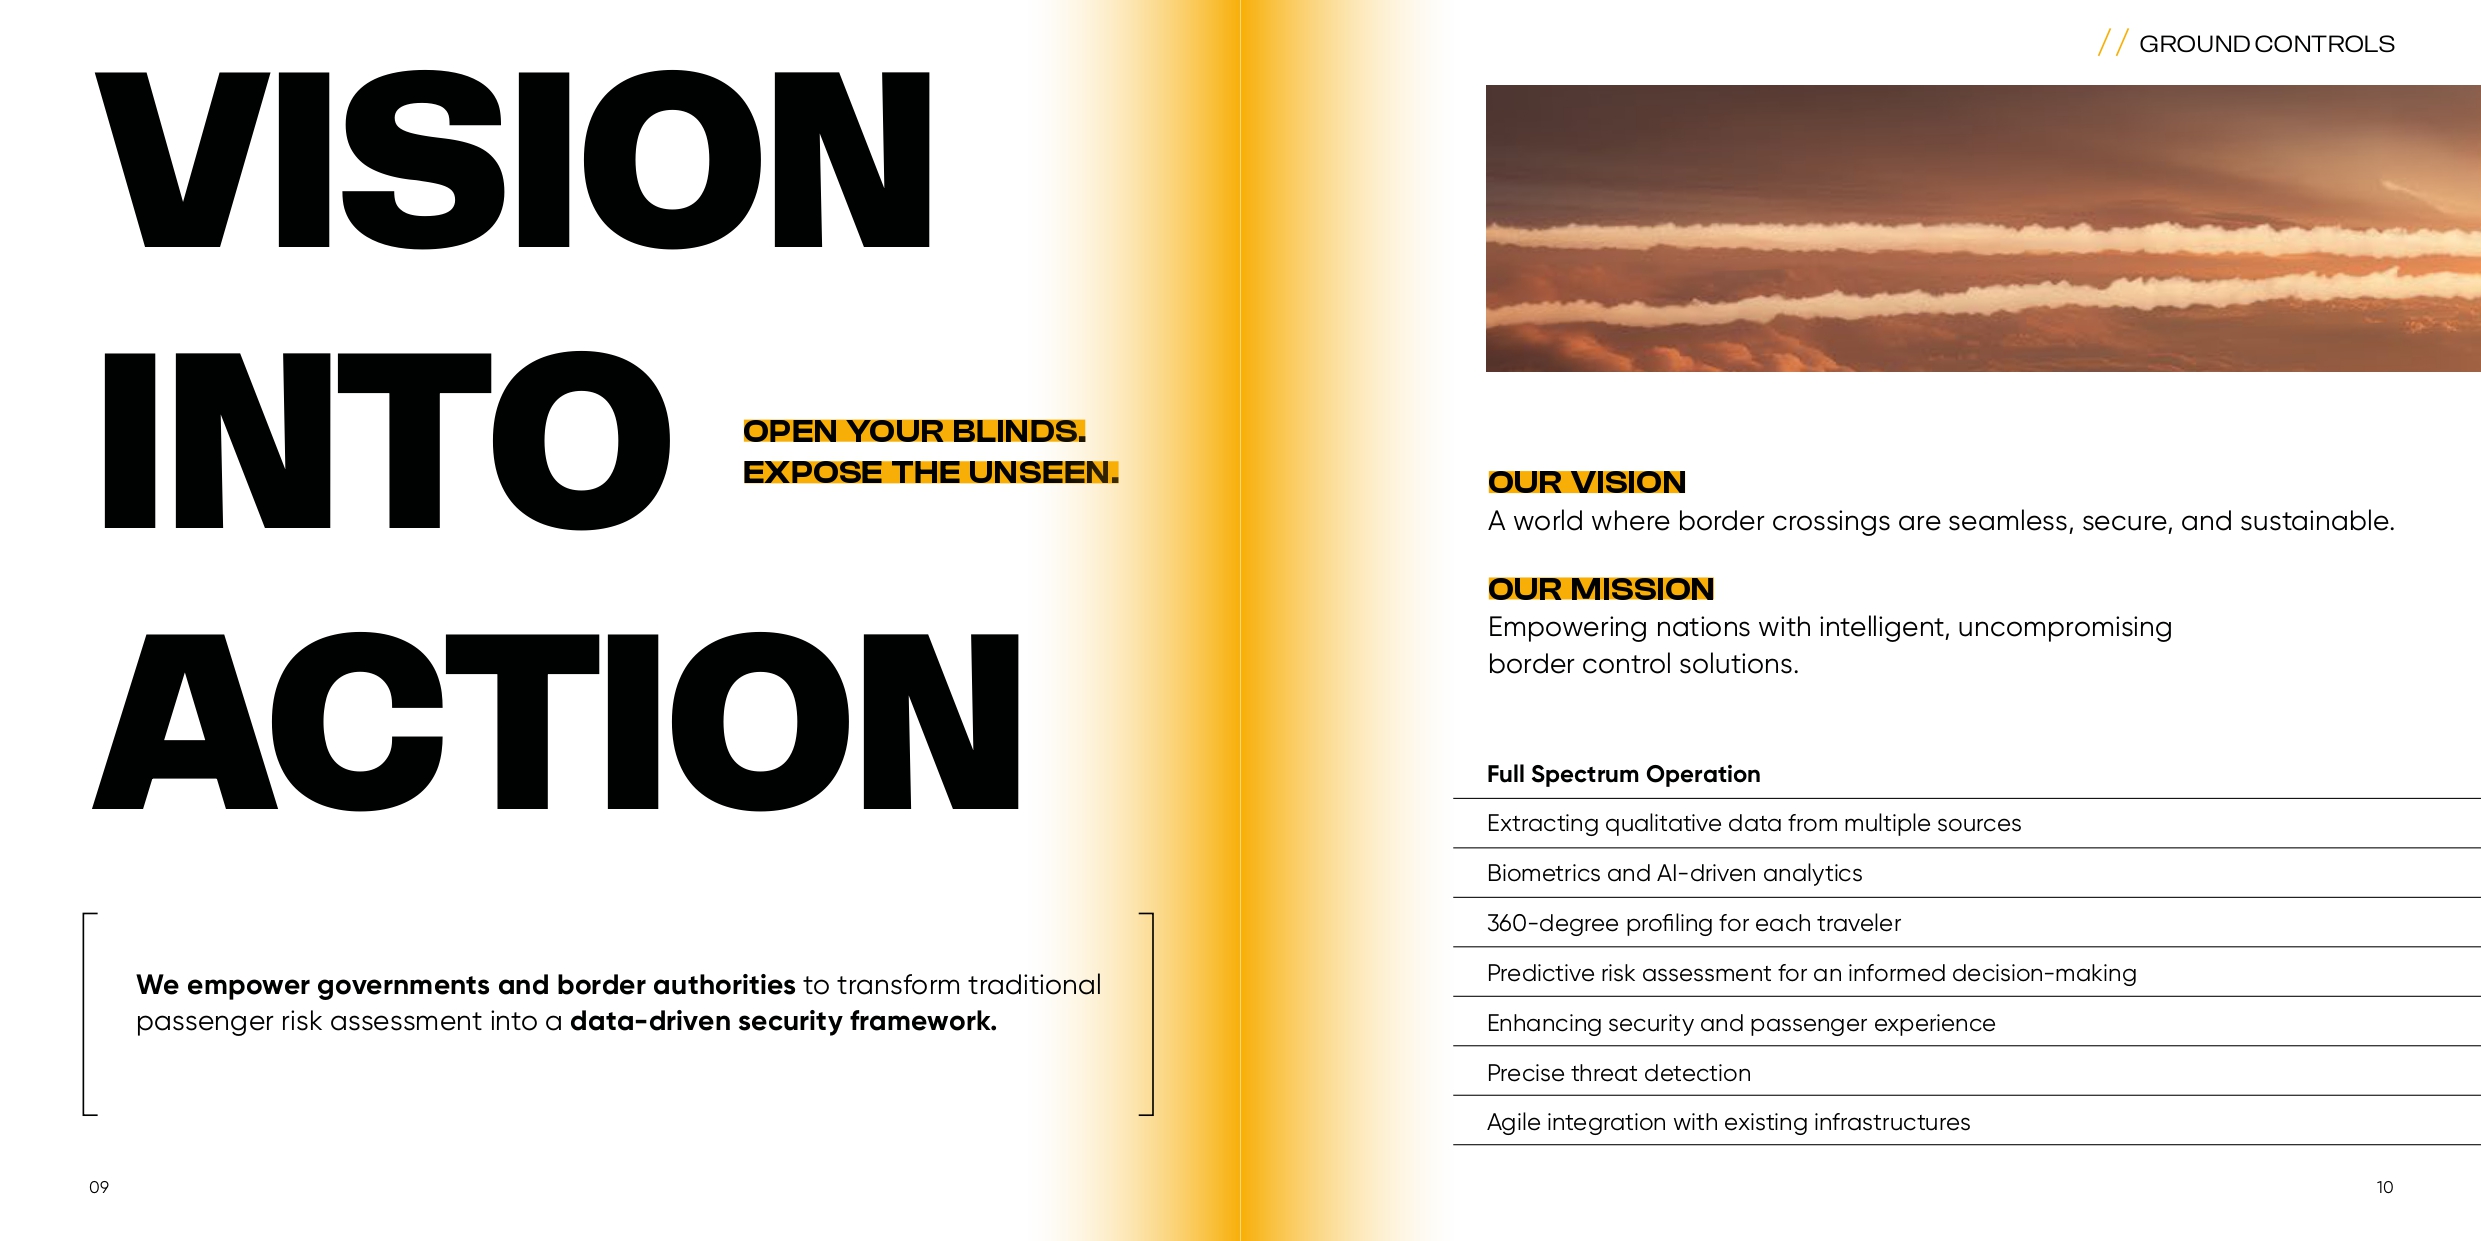 VISION
INTO
ACTION
OPEN YOUR BLINDS.
EXPOSE THE UNSEEN.
We empower governments and border authorities to transform traditional
passenger risk assessment into a data-driven security framework.
09
// GROUND CONTROLS
OUR VISION
A world where border crossings are seamless, secure, and sustainable.
OUR MISSION
Empowering nations with intelligent, uncompromising
border control solutions.
Full Spectrum Operation
Extracting qualitative data from multiple sources
Biometrics and AI-driven analytics
360-degree profiling for each traveler
Predictive risk assessment for an informed decision-making
Enhancing security and passenger experience
Precise threat detection
Agile integration with existing infrastructures
10